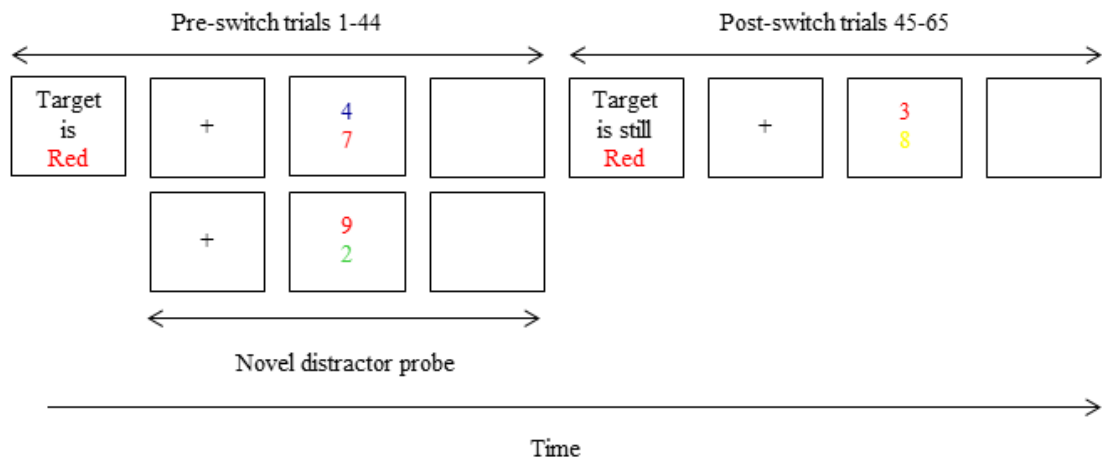 Pre-switch trials 1-44
Post-switch trials 45-65
Target
is
Red
+
4
7
Target
is still
Red
+
3
8
+
9
2
Novel distractor probe
Time